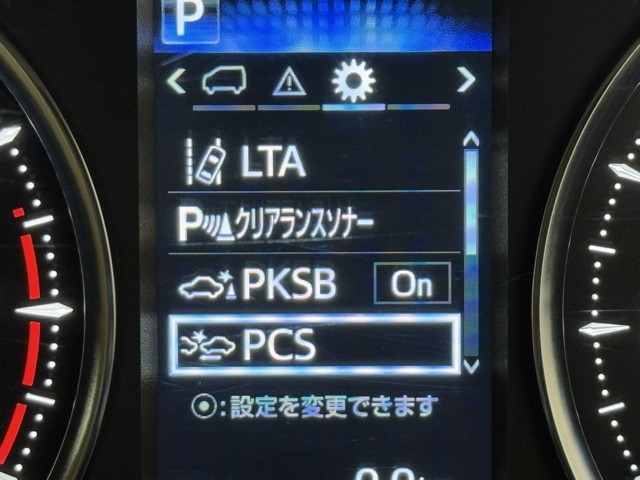 P
LTA
P クリアランスソナー
PKSB On
PCS
:設定を変更できます